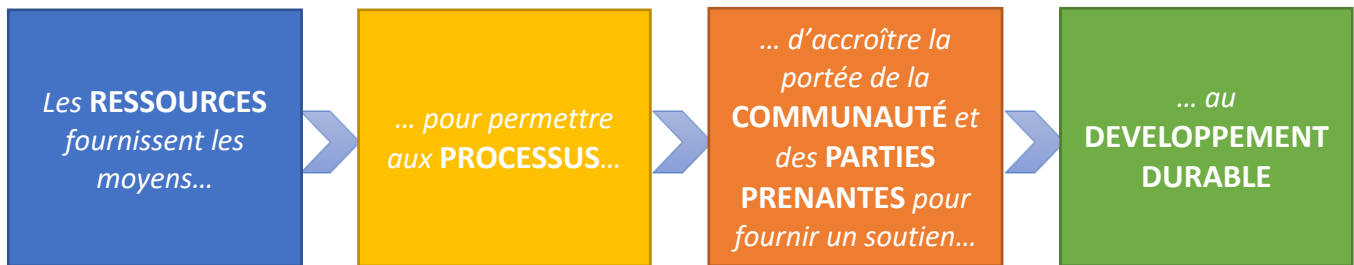 Les RESSOURCES
fournissent les
moyens…
… pour permettre
aux PROCESSUS…
… d’accroître la
portée de la
COMMUNAUTÉ et
des PARTIES
PRENANTES pour
fournir un soutien…
… au
DEVELOPPEMENT
DURABLE